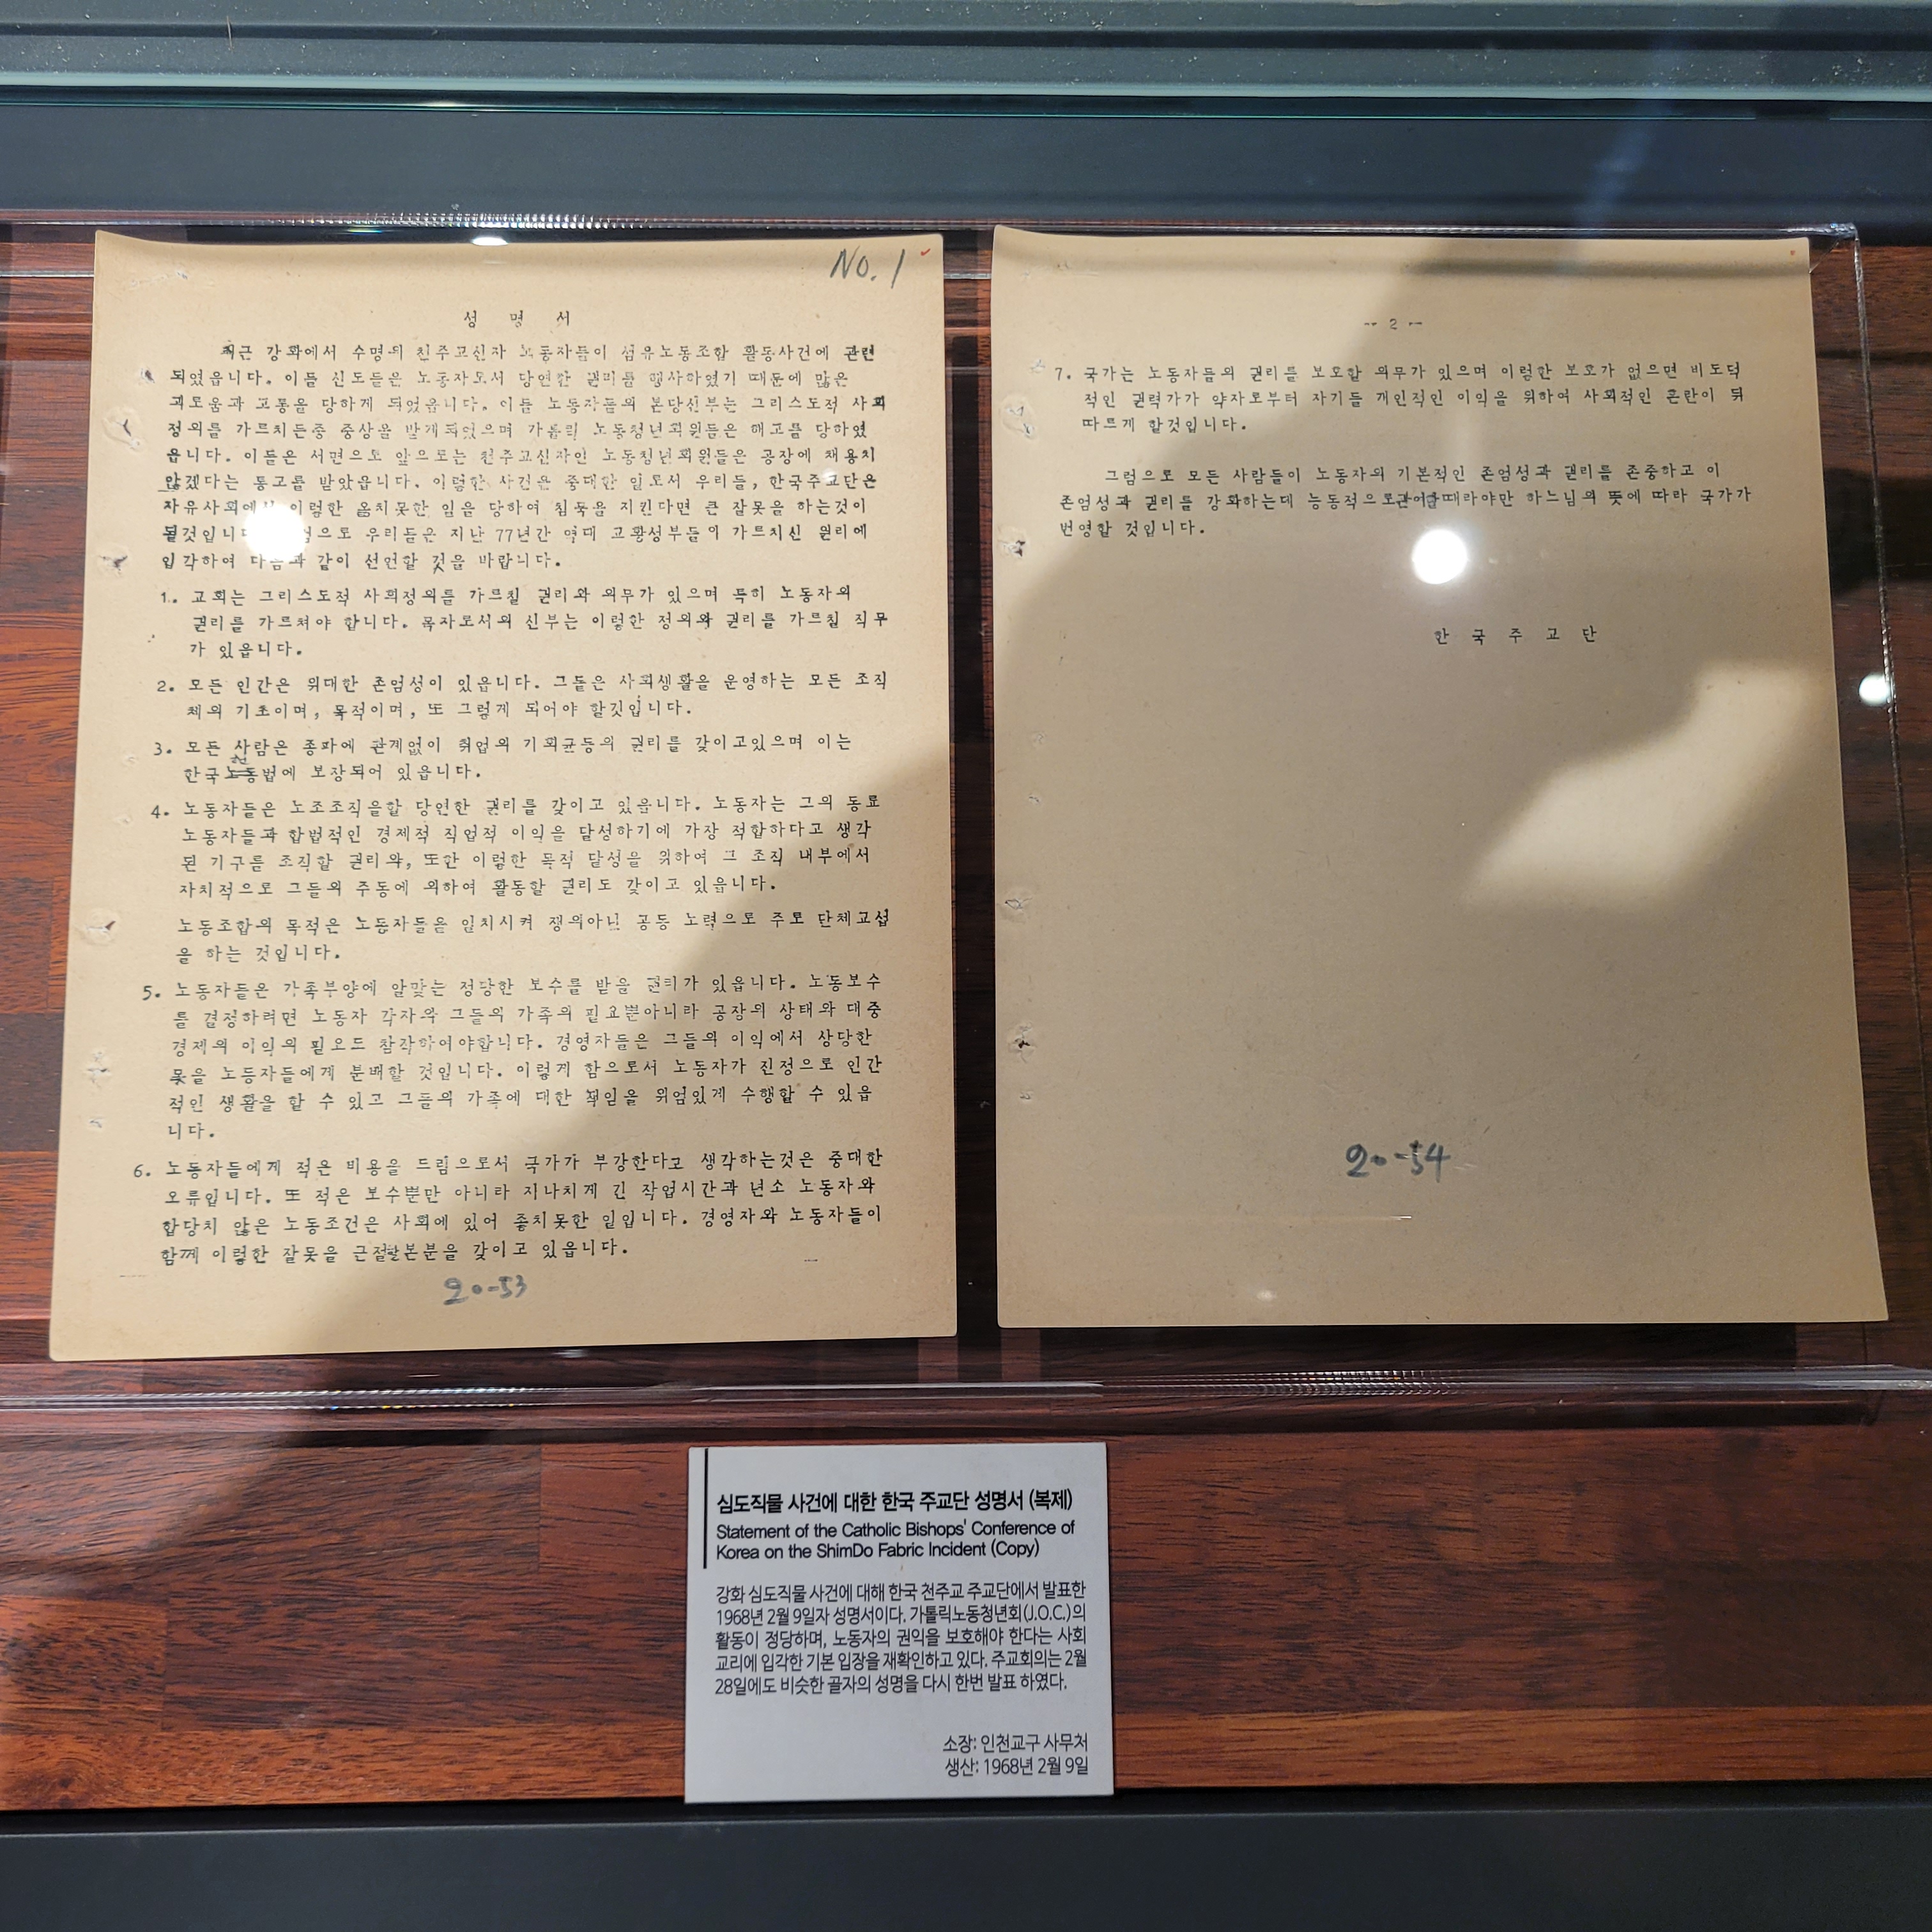 No. 1
성 명 서
최근 강화에서 수명의 천주교신자 노동자들이 섬유노동조합 활동사건에 관련
되었읍니다. 이들 신도들은 노동자로서 당연한 권리를 행사하였기 때문에 많은
괴로움과 고통을 당하게 되었읍니다. 이들 노동자들의 본당신부는 그리스도적 사회
정의를 가르치든중 중상을 받게되었으며 가톨릭 노동청년회원들은 해고를 당하였
읍니다. 이들은 서면으로 앞으로는 천주교신자인 노동청년회원들은 공장에 채용치
않겠다는 통고를 받았읍니다. 이러한 사건은 중대한 일로서 우리들, 한국주교단은
자유사회에서 이렇한 옳치못한 일을 당하여 침묵을 지킨다면 큰 잘못을 하는것이
될것입니 으로 우리들은 지난 77년간 역대 교황성부들이 가르치신 원리에
입각하여 다음과 같이 선언할 것을 바랍니다.
1. 교회는 그리스도적 사회정의를 가르칠 권리와 의무가 있으며 특히 노동자의
권리를 가르쳐야 합니다. 목자로서의 신부는 이렇한 정의와 권리를 가르칠 직무
가 있읍니다.
2. 모든 인간은 위대한 존엄성이 있읍니다. 그들은 사회생활을 운영하는 모든 조직
체의 기초이며, 목적이며, 또 그렇게 되어야 할것입니다.
3. 모든 사람은 종파에 관계없이 취업의 기회균등의 권리를 갖이고있으며 이는
한국노동법에 보장되어 있읍니다.
4. 노동자들은 노조조직을할 당연한 권리를 갖이고 있읍니다. 노동자는 그의 동료
노동자들과 합법적인 경제적 직업적 이익을 달성하기에 가장 적합하다고 생각
된 기구를 조직할 권리와, 또한 이렇한 목적 달성을 위하여 그 조직 내부에서
자치적으로 그들의 주동에 의하여 활동할 권리도 갖이고 있읍니다.
노동조합의 목적은 노동자들을 일치시켜 쟁의아닌 공동 노력으로 주로 단체교섭
을 하는 것입니다.
5. 노동자들은 가족부양에 알맞는 정당한 보수를 받을 권리가 있읍니다. 노동보수
를 결정하려면 노동자 각자와 그들의 가족의 필요뿐아니라 공장의 상태와 대중
경제의 이익의 필요도 참작하여야합니다. 경영자들은 그들의 이익에서 상당한
몫을 노동자들에게 분배할 것입니다. 이렇게 함으로서 노동자가 진정으로 인간
적인 생활을 할 수 있고 그들의 가족에 대한 책임을 위엄있게 수행할 수 있읍
니다.
6. 노동자들에게 적은 비용을 드림으로서 국가가 부강한다고 생각하는것은 중대한
오류입니다. 또 적은 보수뿐만 아니라 지나치게 긴 작업시간과 년소 노동자와
합당치 않은 노동조건은 사회에 있어 좋치못한 일입니다. 경영자와 노동자들이
함께 이렇한 잘못을 근절할본분을 갖이고 있읍니다.
20-53
-- 2 --
7. 국가는 노동자들의 권리를 보호할 의무가 있으며 이렇한 보호가 없으면 비도덕
적인 권력가가 약자로부터 자기들 개인적인 이익을 위하여 사회적인 혼란이 뒤
따르게 할것입니다.
그럼으로 모든 사람들이 노동자의 기본적인 존엄성과 권리를 존중하고 이
존엄성과 권리를 강화하는데 능동적으로관여할때라야만 하느님의 뜻에 따라 국가가
번영할 것입니다.
한 국 주 교 단
20-54
심도직물 사건에 대한 한국 주교단 성명서 (복제)
Statement of the Catholic Bishops' Conference of
Korea on the ShimDo Fabric Incident (Copy)
강화 심도직물 사건에 대해 한국 천주교 주교단에서 발표한
1968년 2월 9일자 성명서이다. 가톨릭노동청년회(J.O.C.)의
활동이 정당하며, 노동자의 권익을 보호해야 한다는 사회
교리에 입각한 기본 입장을 재확인하고 있다. 주교회의는 2월
28일에도 비슷한 골자의 성명을 다시 한번 발표 하였다.
소장: 인천교구 사무처
생산: 1968년 2월 9일